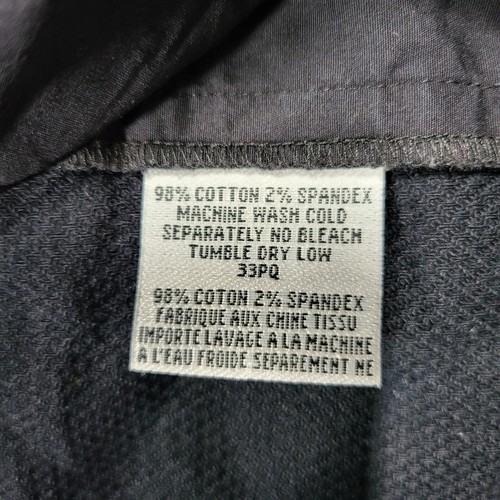 98% COTTON 2% SPANDEX
MACHINE WASH COLD
SEPARATELY NO BLEACH
TUMBLE DRY LOW
33PQ
98% COTON 2% SPANDEX
FABRIQUE AUX CHINE TISSU
IMPORTE LAVAGE A LA MACHINE
A L'EAU FROIDE SEPAREMENT NE